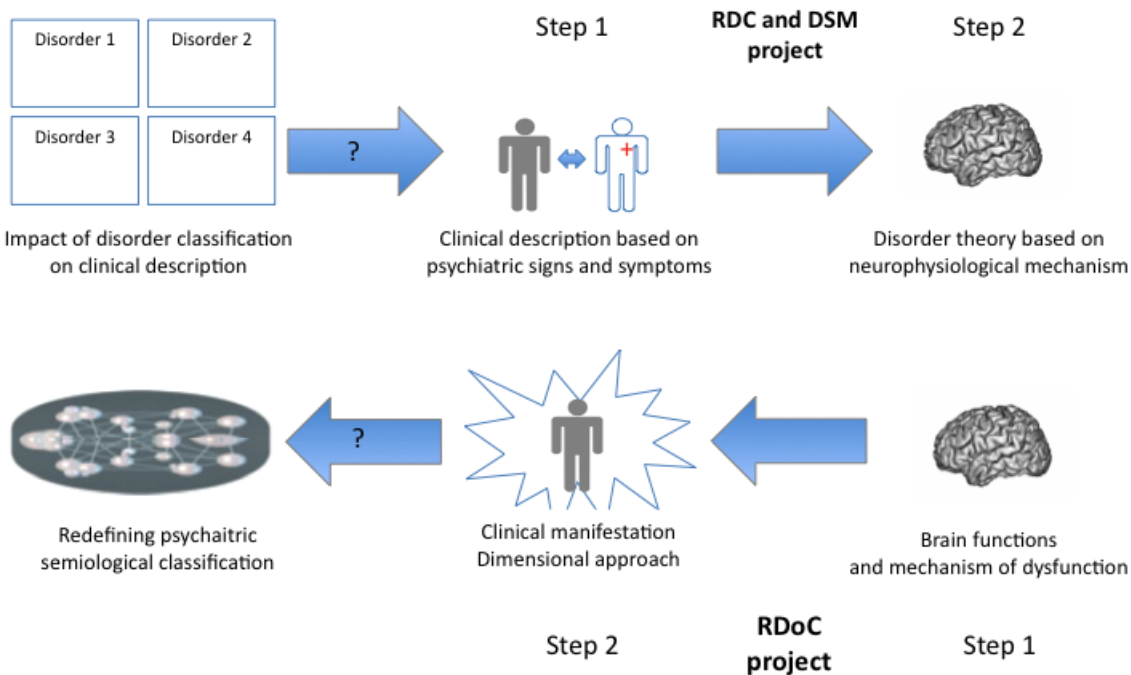 Disorder 1
Disorder 2
Step 1
RDC and DSM
project
Step 2
Disorder 3
Disorder 4
?
Impact of disorder classification
on clinical description
Clinical description based on
psychiatric signs and symptoms
Disorder theory based on
neurophysiological mechanism
?
Redefining psychaitric
semiological classification
Clinical manifestation
Dimensional approach
Brain functions
and mechanism of dysfunction
Step 2
RDoC
project
Step 1